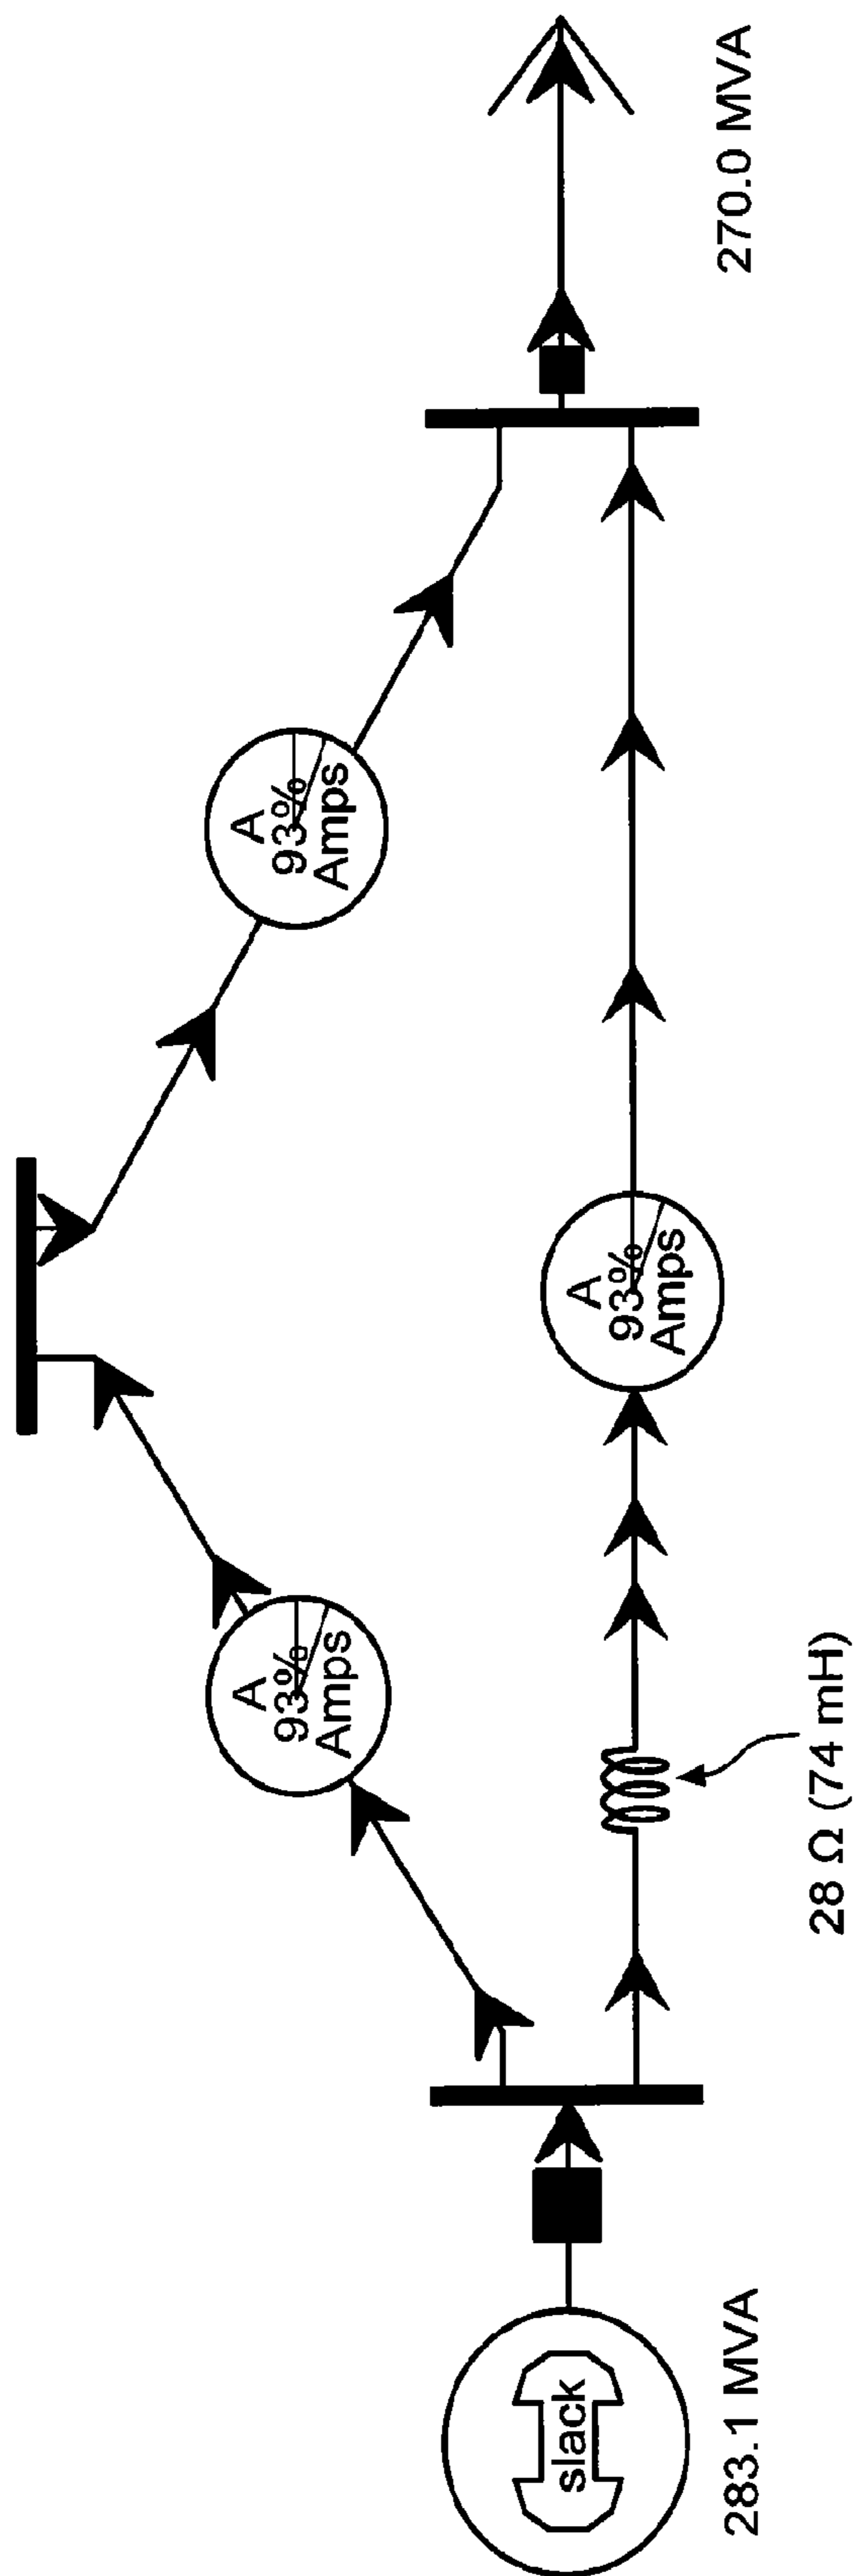 A
93%
Amps
A
93%
Amps
A
93%
Amps
slack
283.1 MVA
28 Ω (74 mH)
270.0 MVA